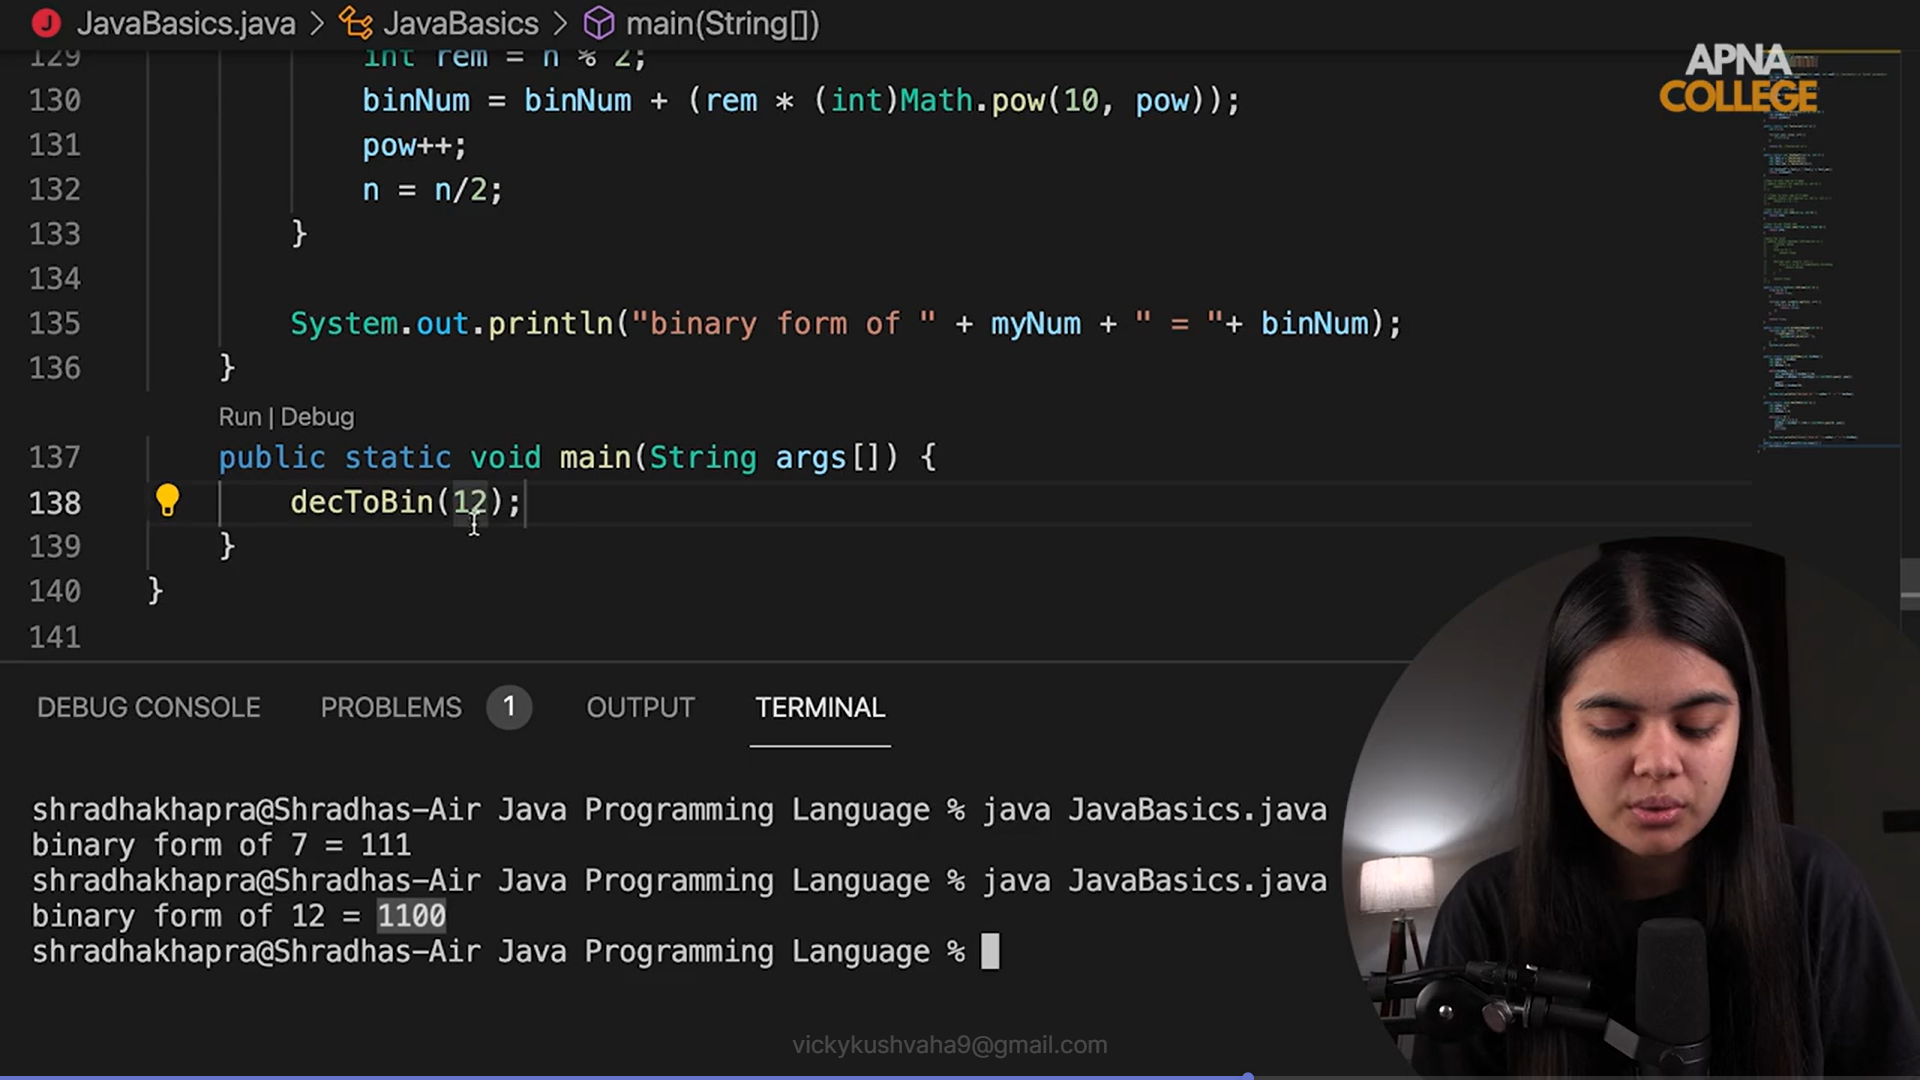 JavaBasics.java > JavaBasics > main(String[])
APNA
COLLEGE
129 int rem = n % 2;
130 binNum = binNum + (rem * (int)Math.pow(10, pow));
131 pow++;
132 n = n/2;
133 }
134
135 System.out.println("binary form of " + myNum + " = "+ binNum);
136 }
Run | Debug
137 public static void main(String args[]) {
138 decToBin(12);
139 }
140 }
141
DEBUG CONSOLE PROBLEMS 1 OUTPUT TERMINAL
shradhakhapra@Shradhas-Air Java Programming Language % java JavaBasics.java
binary form of 7 = 111
shradhakhapra@Shradhas-Air Java Programming Language % java JavaBasics.java
binary form of 12 = 1100
shradhakhapra@Shradhas-Air Java Programming Language %
vickykushvaha9@gmail.com